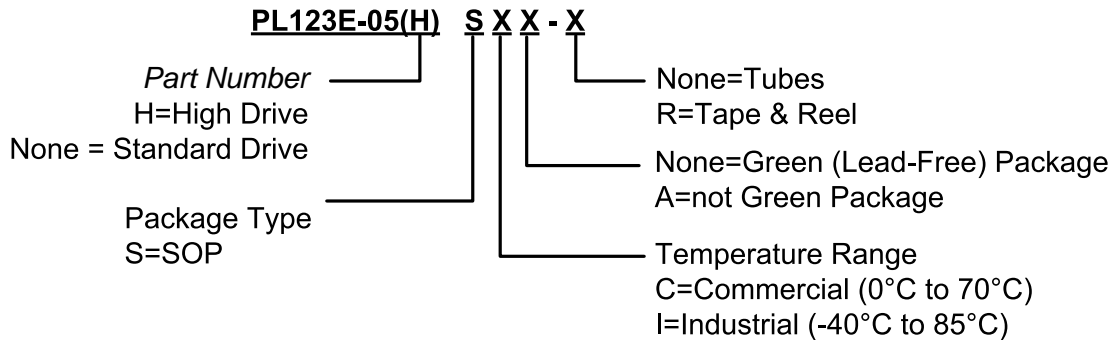 PL123E-05(H) S X X - X
Part Number
H=High Drive
None = Standard Drive
Package Type
S=SOP
None=Tubes
R=Tape & Reel
None=Green (Lead-Free) Package
A=not Green Package
Temperature Range
C=Commercial (0°C to 70°C)
I=Industrial (-40°C to 85°C)